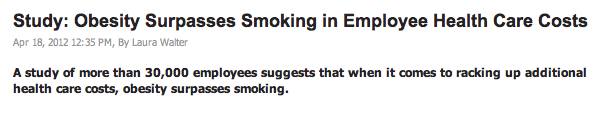 Study: Obesity Surpasses Smoking in Employee Health Care Costs
Apr 18, 2012 12:35 PM, By Laura Walter
A study of more than 30,000 employees suggests that when it comes to racking up additional
health care costs, obesity surpasses smoking.